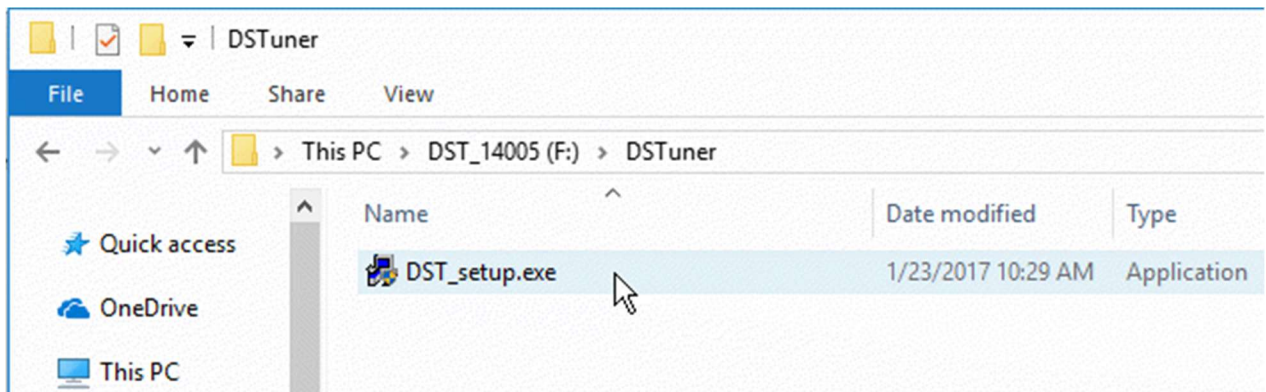 DSTuner
File Home Share View
This PC > DST_14005 (F:) > DSTuner
Name Date modified Type
Quick access
DST_setup.exe 1/23/2017 10:29 AM Application
OneDrive
This PC